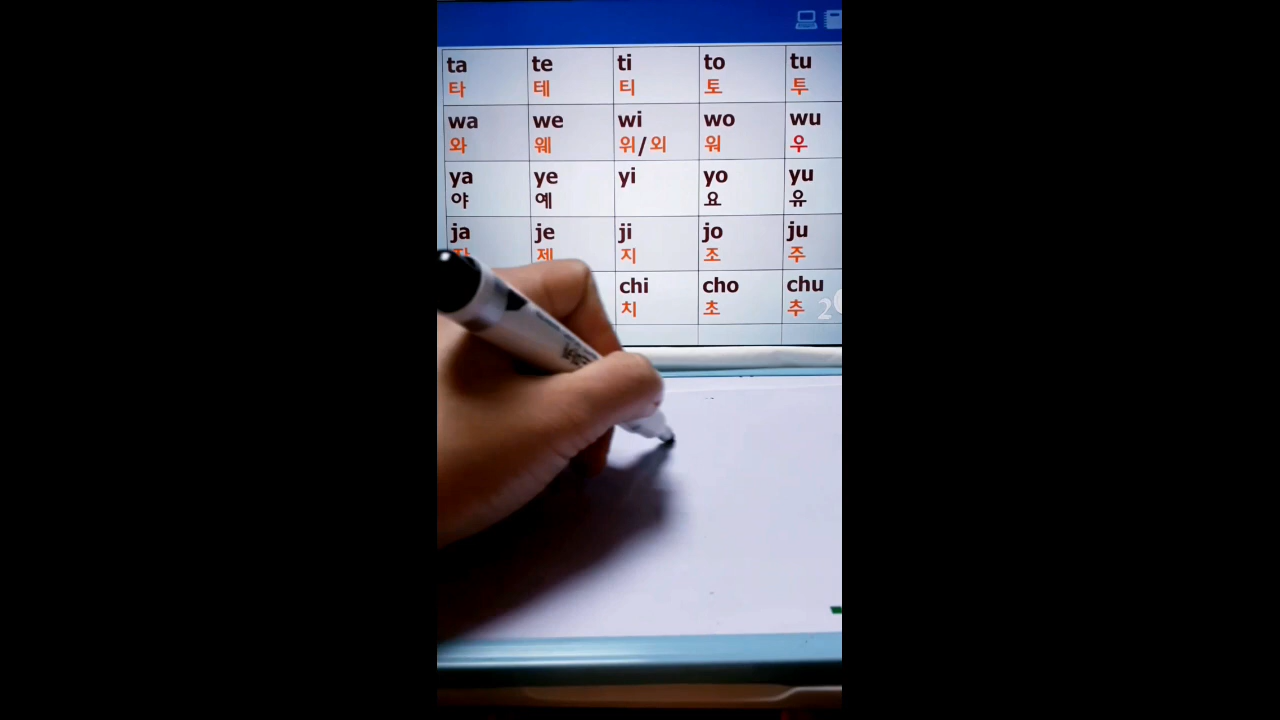 ta te ti to tu
타 테 티 토 투
wa we wi wo wu
와 웨 위/외 워 우
ya ye yi yo yu
야 예 요 유
ja je ji jo ju
제 지 조 주
chi cho chu
치 초 추